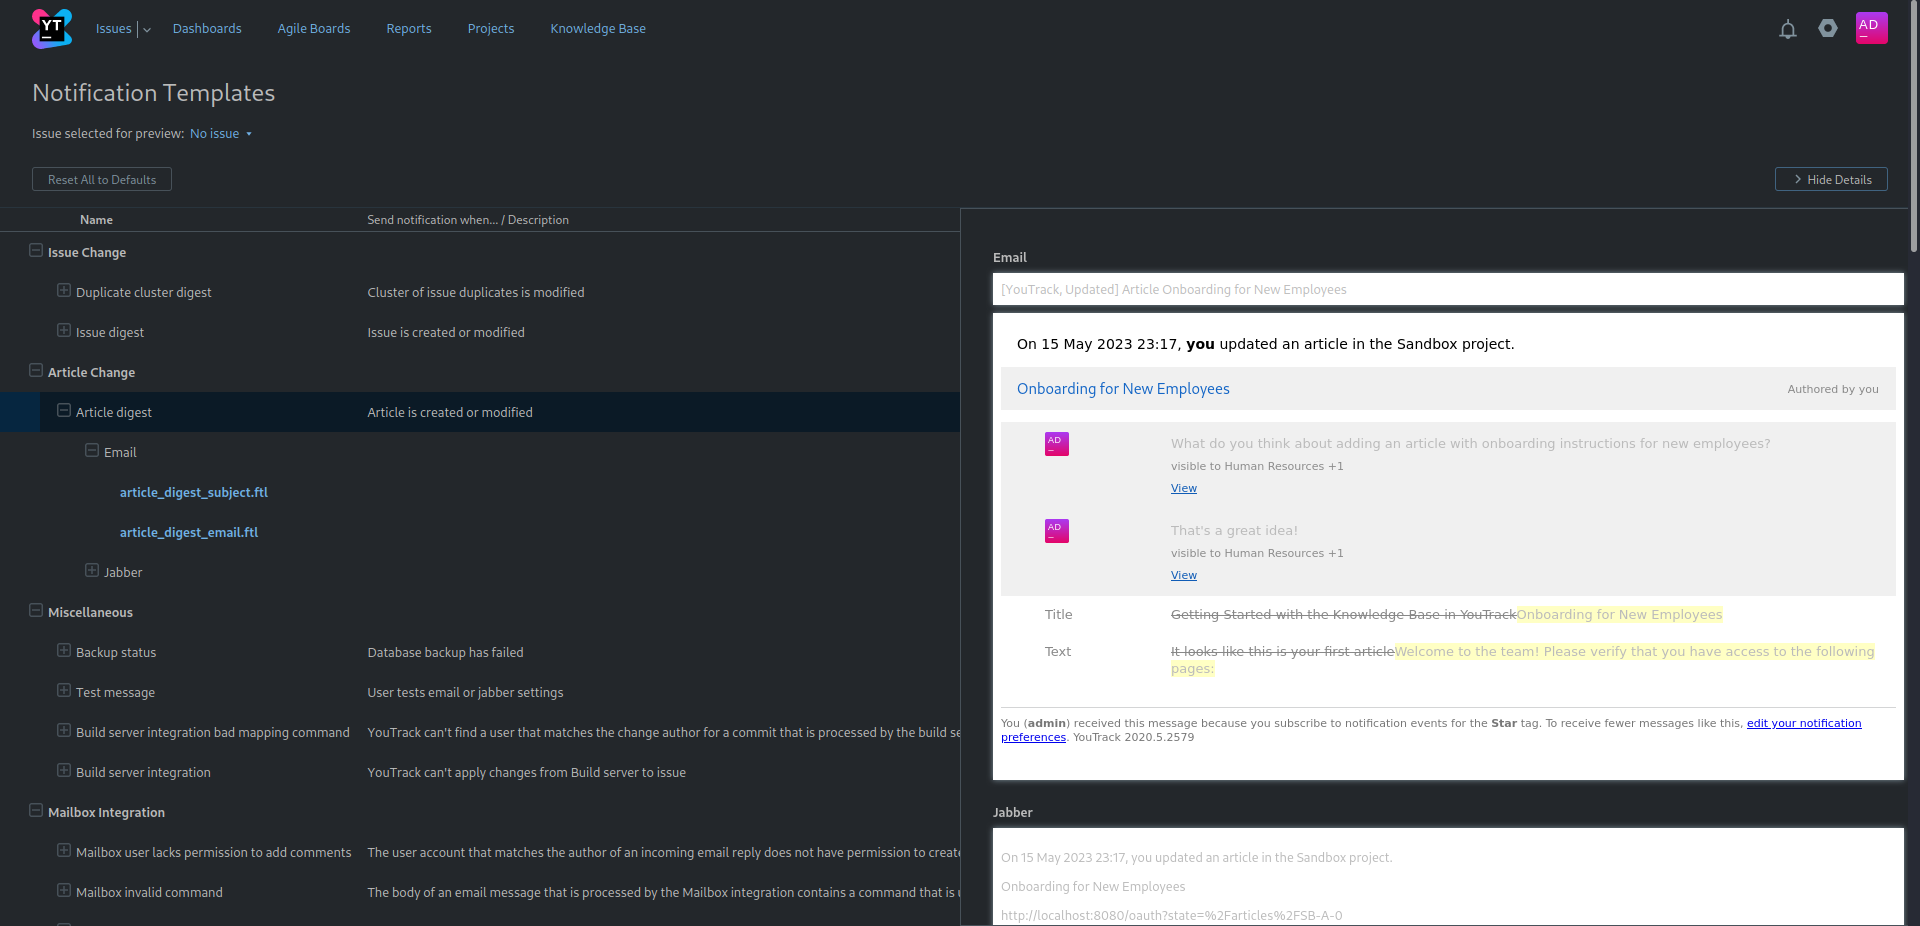 YT
Issues
Dashboards
Agile Boards
Reports
Projects
Knowledge Base
AD
Notification Templates
Issue selected for preview: No issue
Reset All to Defaults
Hide Details
Name
Send notification when... / Description
Issue Change
Duplicate cluster digest
Cluster of issue duplicates is modified
Issue digest
Issue is created or modified
Article Change
Article digest
Article is created or modified
Email
article_digest_subject.ftl
article_digest_email.ftl
Jabber
Miscellaneous
Backup status
Database backup has failed
Test message
User tests email or jabber settings
Build server integration bad mapping command
YouTrack can't find a user that matches the change author for a commit that is processed by the build se
Build server integration
YouTrack can't apply changes from Build server to issue
Mailbox Integration
Mailbox user lacks permission to add comments
The user account that matches the author of an incoming email reply does not have permission to create
Mailbox invalid command
The body of an email message that is processed by the Mailbox integration contains a command that is
Email
[YouTrack, Updated] Article Onboarding for New Employees
On 15 May 2023 23:17, you updated an article in the Sandbox project.
Onboarding for New Employees
Authored by you
AD
What do you think about adding an article with onboarding instructions for new employees?
visible to Human Resources +1
View
AD
That's a great idea!
visible to Human Resources +1
View
Title
Getting Started with the Knowledge Base in YouTrackOnboarding for New Employees
Text
It looks like this is your first articleWelcome to the team! Please verify that you have access to the following
pages:
You (admin) received this message because you subscribe to notification events for the Star tag. To receive fewer messages like this, edit your notification
preferences. YouTrack 2020.5.2579
Jabber
On 15 May 2023 23:17, you updated an article in the Sandbox project.
Onboarding for New Employees
http://localhost:8080/oauth?state=%2Farticles%2FSB-A-0